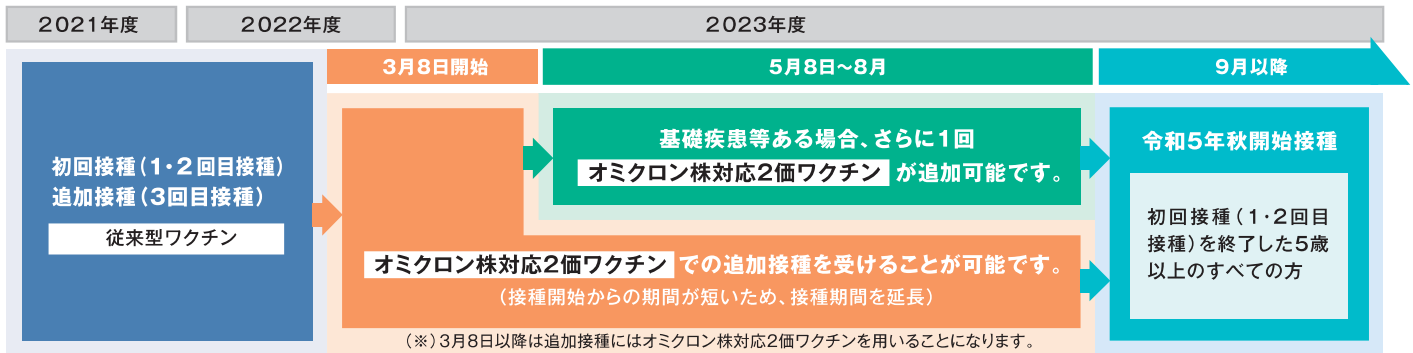 2021年度
2022年度
2023年度
3月8日開始
5月8日〜8月
9月以降
初回接種（1・2回目接種）
追加接種（3回目接種）
従来型ワクチン
基礎疾患等ある場合、さらに1回
オミクロン株対応2価ワクチン が追加可能です。
オミクロン株対応2価ワクチン での追加接種を受けることが可能です。
（接種開始からの期間が短いため、接種期間を延長）
（※）3月8日以降は追加接種にはオミクロン株対応2価ワクチンを用いることになります。
令和5年秋開始接種
初回接種（1・2回目
接種）を終了した5歳
以上のすべての方